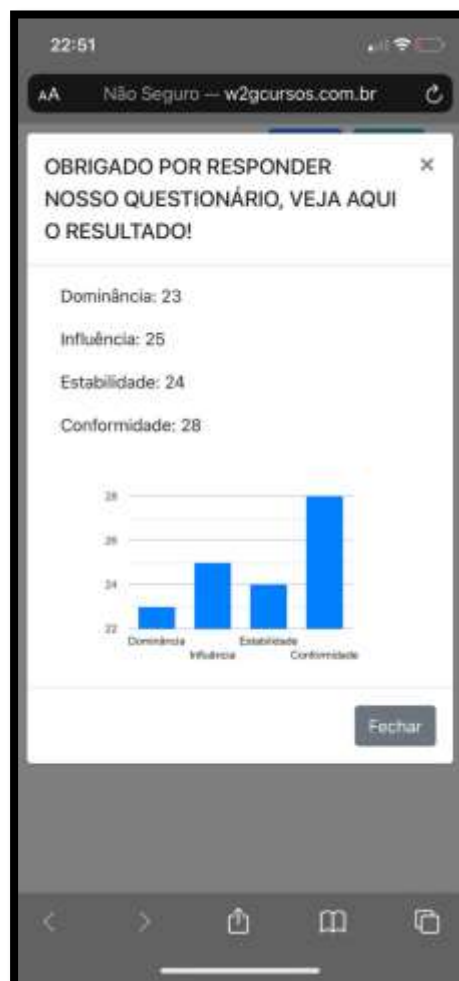 22:51
AA Não Seguro — w2gcursos.com.br
OBRIGADO POR RESPONDER
NOSSO QUESTIONÁRIO, VEJA AQUI
O RESULTADO!
×
Dominância: 23
Influência: 25
Estabilidade: 24
Conformidade: 28
28
26
24
22
Dominância
Influência
Estabilidade
Conformidade
Fechar